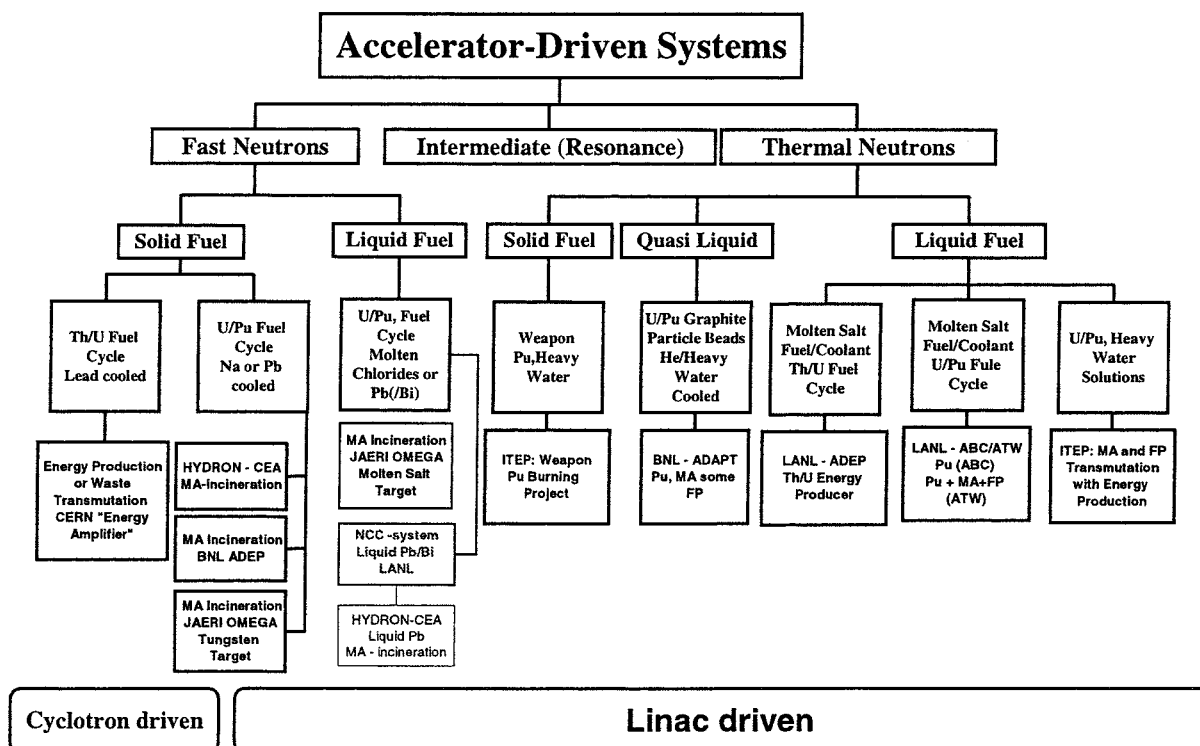 Accelerator-Driven Systems
Fast Neutrons
Intermediate (Resonance)
Thermal Neutrons
Solid Fuel
Liquid Fuel
Solid Fuel
Quasi Liquid
Liquid Fuel
Th/U Fuel
Cycle
Lead cooled
U/Pu Fuel
Cycle
Na or Pb
cooled
U/Pu, Fuel
Cycle
Molten
Chlorides or
Pb(/Bi)
Weapon
Pu,Heavy
Water
U/Pu Graphite
Particle Beads
He/Heavy
Water
Cooled
Molten Salt
Fuel/Coolant
Th/U Fuel
Cycle
Molten Salt
Fuel/Coolant
U/Pu Fule
Cycle
U/Pu, Heavy
Water
Solutions
Energy Production
or Waste
Transmutation
CERN "Energy
Amplifier"
HYDRON - CEA
MA-Incineration
MA Incineration
BNL ADEP
MA Incineration
JAERI OMEGA
Tungsten
Target
MA Incineration
JAERI OMEGA
Molten Salt
Target
NCC -system
Liquid Pb/Bi
LANL
HYDRON-CEA
Liquid Pb
MA - incineration
ITEP: Weapon
Pu Burning
Project
BNL - ADAPT
Pu, MA some
FP
LANL - ADEP
Th/U Energy
Producer
LANL - ABC/ATW
Pu (ABC)
Pu + MA+FP
(ATW)
ITEP: MA and FP
Transmutation
with Energy
Production
Cyclotron driven
Linac driven